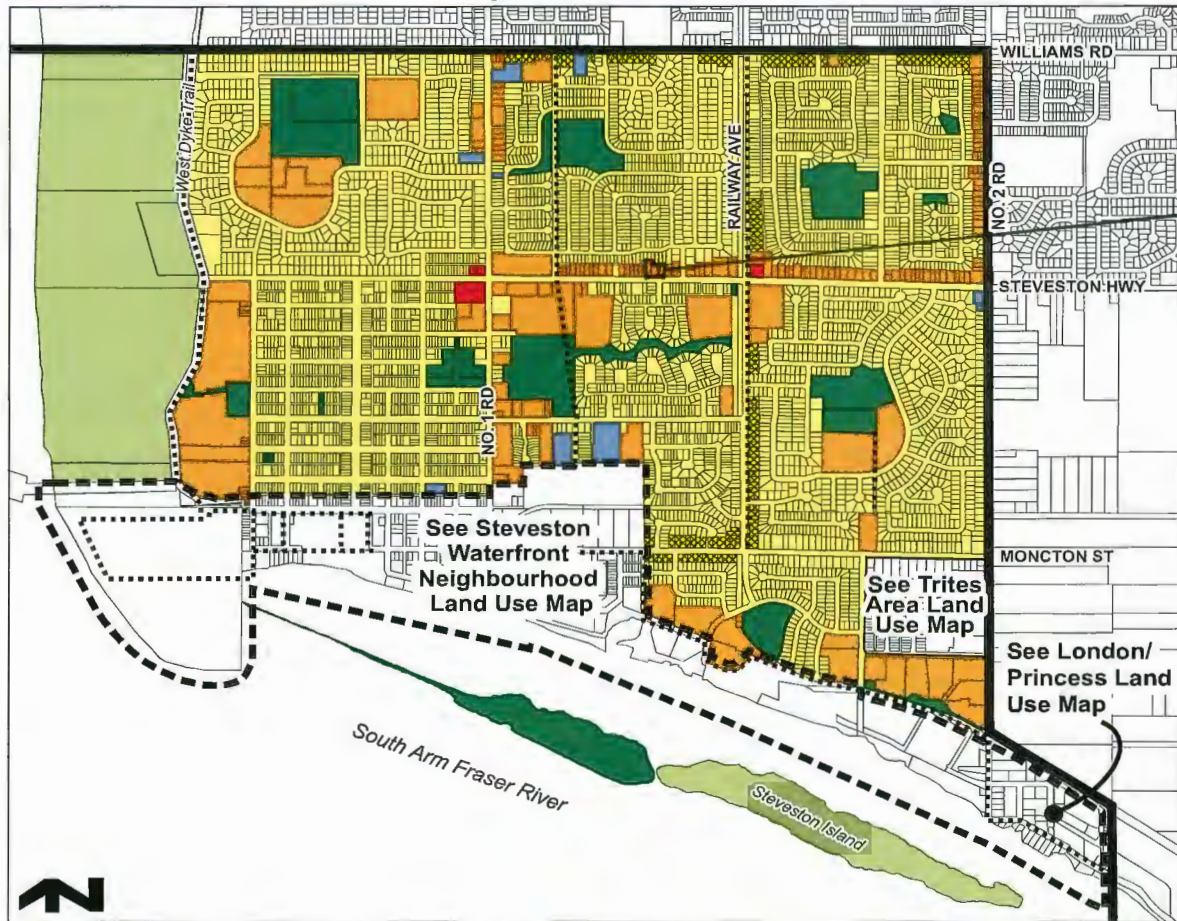 WILLIAMS RD
West Dyke Trail
RAILWAY AVE
NO. 2 RD
STEVESTON HWY
NO. 1 RD
See Steveston
Waterfront
Neighbourhood
Land Use Map
MONCTON ST
See Trites
Area Land
Use Map
See London/
Princess Land
Use Map
South Arm Fraser River
Steveston Island